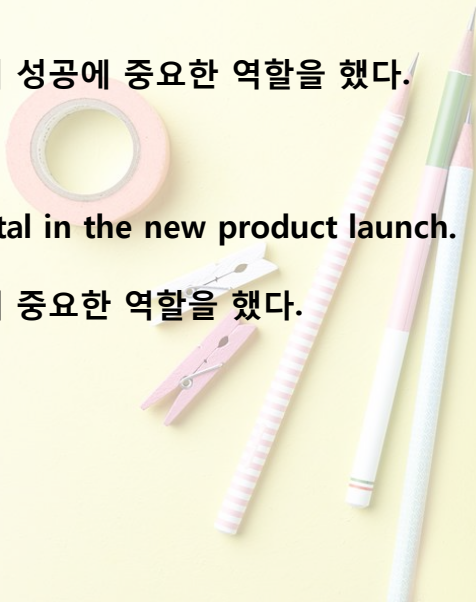 성공에 중요한 역할을 했다.
in the new product launch.
중요한 역할을 했다.